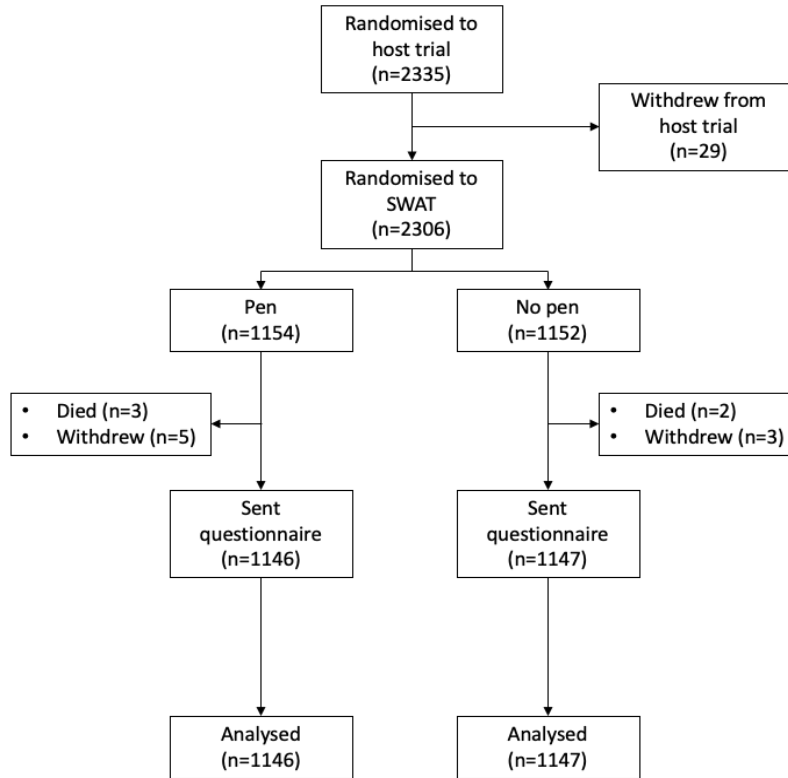 Randomised to
host trial
(n=2335)
Withdrew from
host trial
(n=29)
Randomised to
SWAT
(n=2306)
Pen
(n=1154)
No pen
(n=1152)
• Died (n=3)
• Withdrew (n=5)
• Died (n=2)
• Withdrew (n=3)
Sent
questionnaire
(n=1146)
Sent
questionnaire
(n=1147)
Analysed
(n=1146)
Analysed
(n=1147)